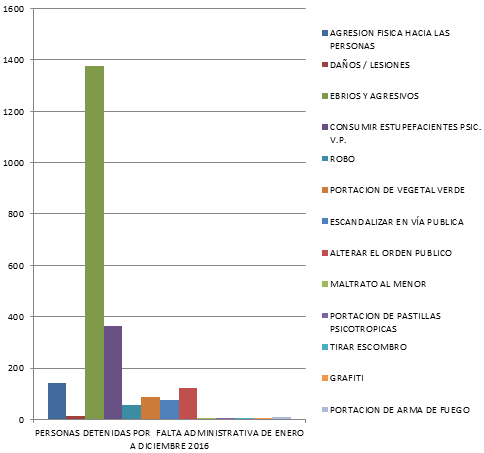 1600
1400
1200
1000
800
600
400
200
0
PERSONAS DETENIDAS POR FALTA ADMINISTRATIVA DE ENERO
A DICIEMBRE 2016
AGRESION FISICA HACIA LAS
PERSONAS
DAÑOS / LESIONES
EBRIOS Y AGRESIVOS
CONSUMIR ESTUPEFACIENTES PSIC.
V.P.
ROBO
PORTACION DE VEGETAL VERDE
ESCANDALIZAR EN VÍA PUBLICA
ALTERAR EL ORDEN PUBLICO
MALTRATO AL MENOR
PORTACION DE PASTILLAS
PSICOTROPICAS
TIRAR ESCOMBRO
GRAFITI
PORTACION DE ARMA DE FUEGO